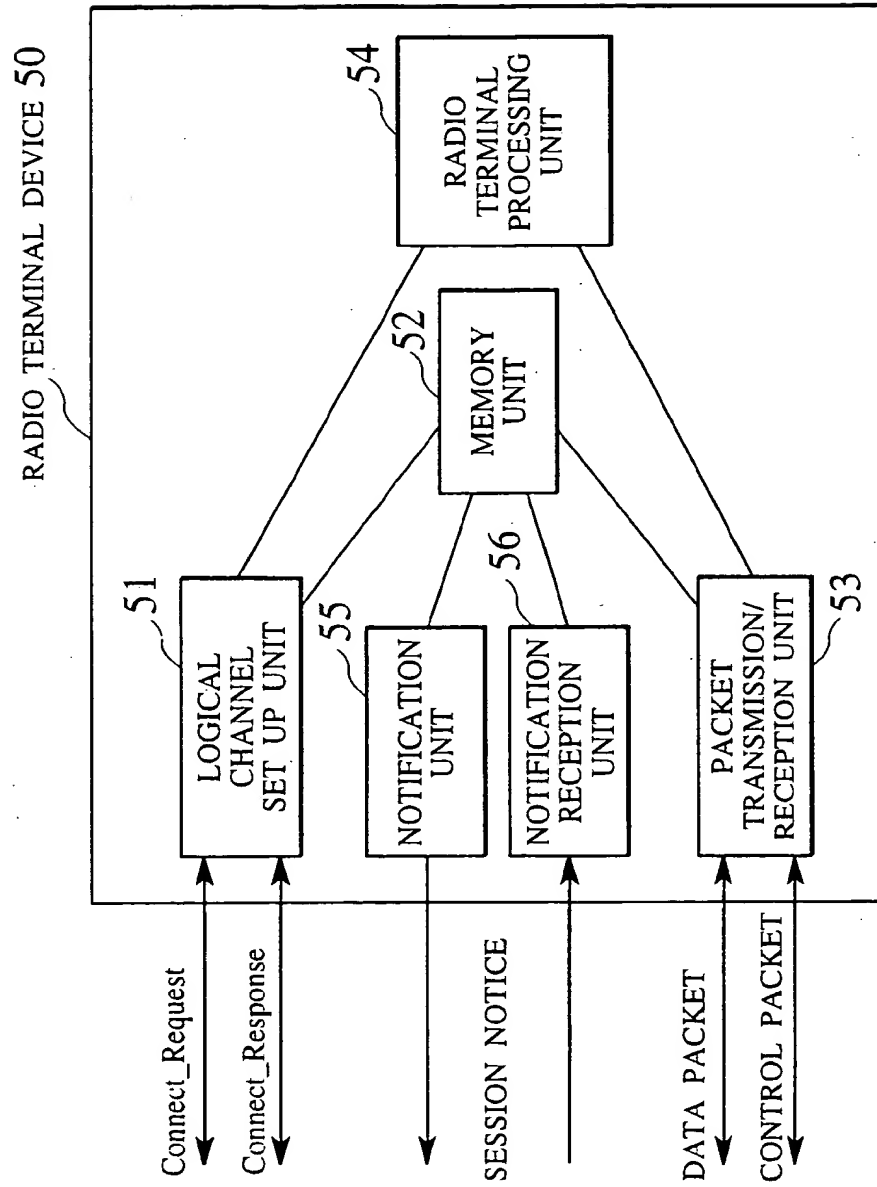 RADIO TERMINAL DEVICE 50
54
RADIO
TERMINAL
PROCESSING
UNIT
52
MEMORY
UNIT
51
LOGICAL
CHANNEL
SET UP UNIT
55
NOTIFICATION
UNIT
56
NOTIFICATION
RECEPTION
UNIT
53
PACKET
TRANSMISSION/
RECEPTION UNIT
Connect_Request
Connect_Response
SESSION NOTICE
DATA PACKET
CONTROL PACKET